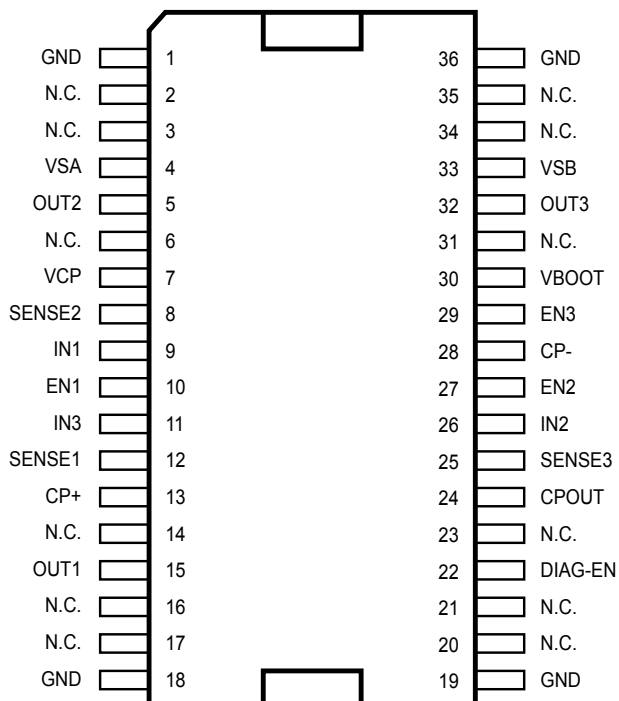 GND 1 36 GND
N.C. 2 35 N.C.
N.C. 3 34 N.C.
VSA 4 33 VSB
OUT2 5 32 OUT3
N.C. 6 31 N.C.
VCP 7 30 VBOOT
SENSE2 8 29 EN3
IN1 9 28 CP-
EN1 10 27 EN2
IN3 11 26 IN2
SENSE1 12 25 SENSE3
CP+ 13 24 CPOUT
N.C. 14 23 N.C.
OUT1 15 22 DIAG-EN
N.C. 16 21 N.C.
N.C. 17 20 N.C.
GND 18 19 GND